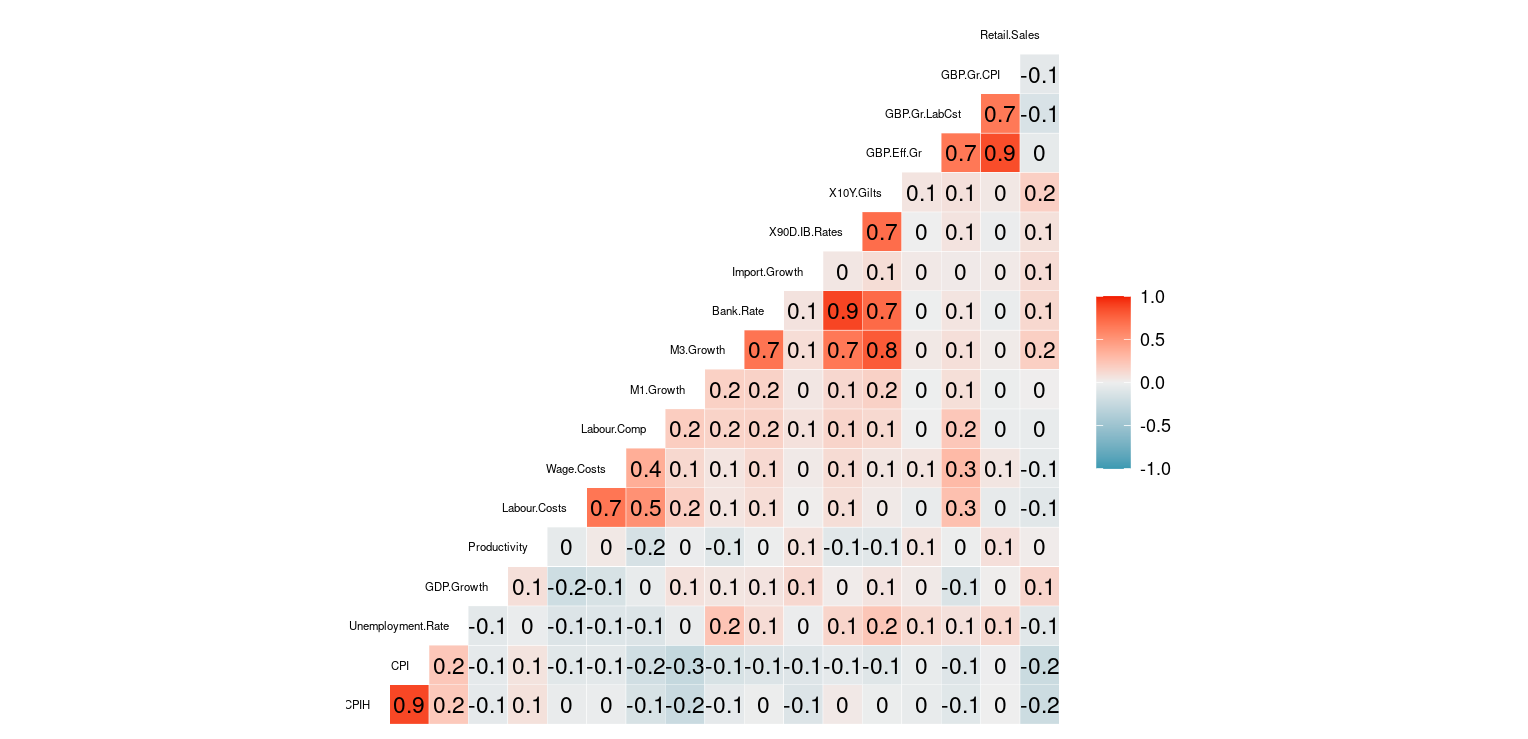 Retail.Sales
GBP.Gr.CPI -0.1
GBP.Gr.LabCst 0.7 -0.1
GBP.Eff.Gr 0.7 0.9 0
X10Y.Gilts 0.1 0.1 0 0.2
X90D.IB.Rates 0.7 0 0.1 0 0.1
Import.Growth 0 0.1 0 0 0 0.1
Bank.Rate 0.1 0.9 0.7 0 0.1 0 0.1
M3.Growth 0.7 0.1 0.7 0.8 0 0.1 0 0.2
M1.Growth 0.2 0.2 0 0.1 0.2 0 0.1 0 0
Labour.Comp 0.2 0.2 0.2 0.1 0.1 0.1 0 0.2 0 0
Wage.Costs 0.4 0.1 0.1 0.1 0 0.1 0.1 0.1 0.3 0.1 -0.1
Labour.Costs 0.7 0.5 0.2 0.1 0.1 0 0.1 0 0 0.3 0 -0.1
Productivity 0 0 -0.2 0 -0.1 0 0.1 -0.1 -0.1 0.1 0 0.1 0
GDP.Growth 0.1 -0.2 -0.1 0 0.1 0.1 0.1 0.1 0 0.1 0 -0.1 0 0.1
Unemployment.Rate -0.1 0 -0.1 -0.1 -0.1 0 0.2 0.1 0 0.1 0.2 0.1 0.1 0.1 -0.1
CPI 0.2 -0.1 0.1 -0.1 -0.1 -0.2 -0.3 -0.1 -0.1 -0.1 -0.1 -0.1 0 -0.1 0 -0.2
CPIH 0.9 0.2 -0.1 0.1 0 0 -0.1 -0.2 -0.1 0 -0.1 0 0 0 -0.1 0 -0.2
1.0
0.5
0.0
-0.5
-1.0